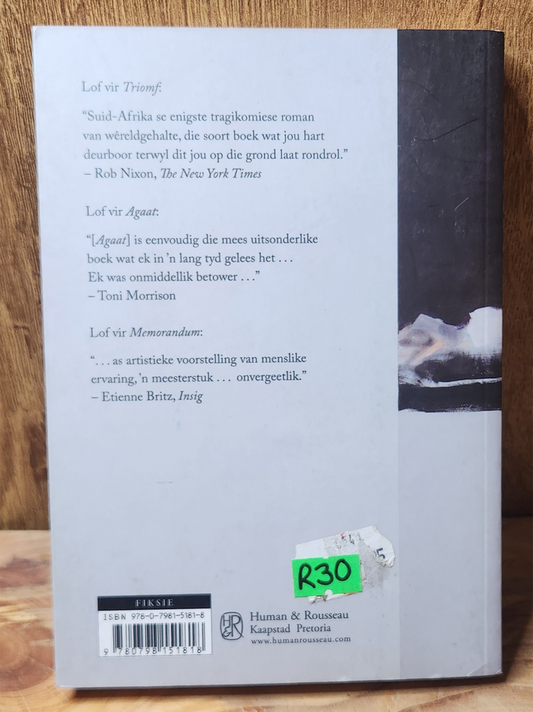 Lof vir Triomf:
“Suid-Afrika se enigste tragikomiese roman
van wêreldgehalte, die soort boek wat jou hart
deurboor terwyl dit jou op die grond laat rondrol.”
– Rob Nixon, The New York Times
Lof vir Agaat:
“[Agaat] is eenvoudig die mees uitsonderlike
boek wat ek in ’n lang tyd gelees het . . .
Ek was onmiddellik betower . . .”
– Toni Morrison
Lof vir Memorandum:
“. . . as artistieke voorstelling van menslike
ervaring, ’n meesterstuk . . . onvergeetlik.”
– Etienne Britz, Insig
R30
FIKSIE
ISBN 978-0-7981-5181-8
9 780798 151818
H&R
Human & Rousseau
Kaapstad Pretoria
www.humanrousseau.com